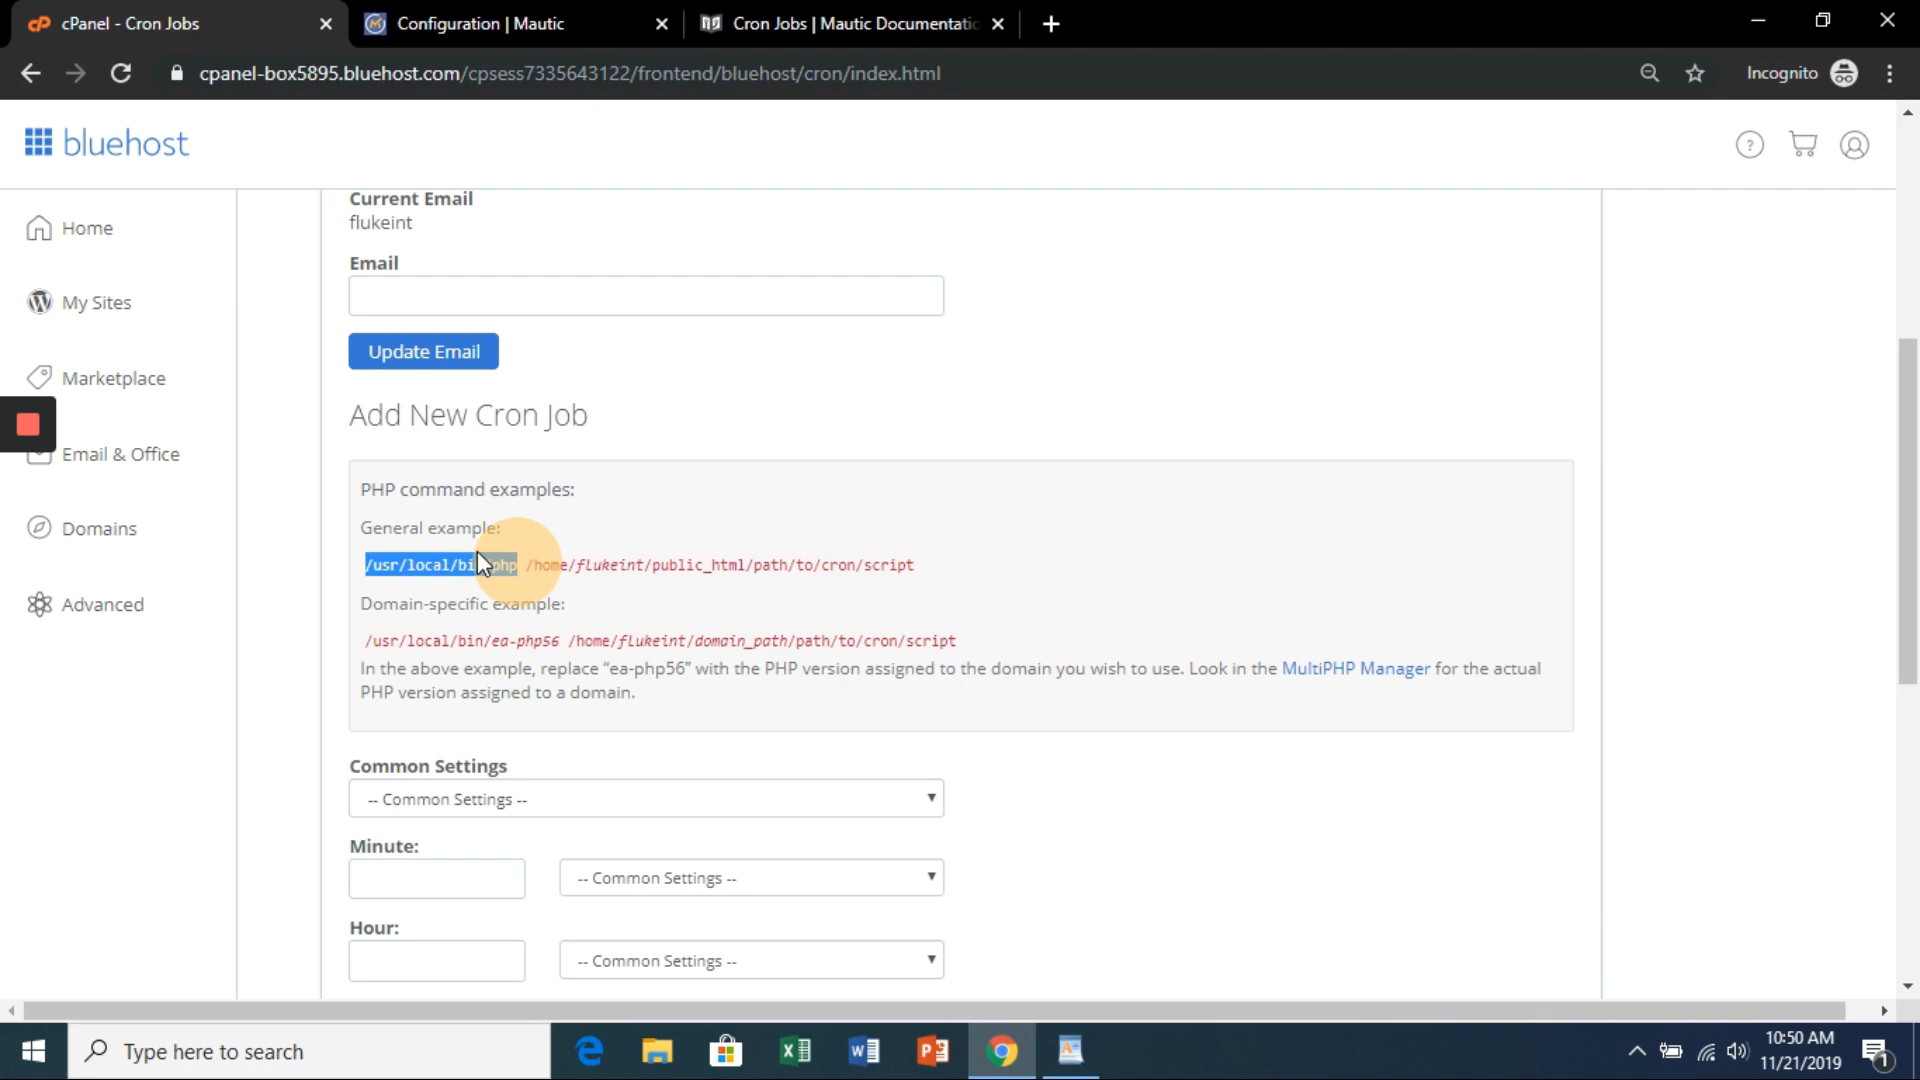 cPanel - Cron Jobs
Configuration | Mautic
Cron Jobs | Mautic Documentatic
cpanel-box5895.bluehost.com/cpsess7335643122/frontend/bluehost/cron/index.html
Incognito
bluehost
?
Home
My Sites
Marketplace
Email & Office
Domains
Advanced
Current Email
flukeint
Email
Update Email
Add New Cron Job
PHP command examples:
General example:
/usr/local/bin/php /home/flukeint/public_html/path/to/cron/script
Domain-specific example:
/usr/local/bin/ea-php56 /home/flukeint/domain_path/path/to/cron/script
In the above example, replace “ea-php56” with the PHP version assigned to the domain you wish to use. Look in the MultiPHP Manager for the actual
PHP version assigned to a domain.
Common Settings
-- Common Settings --
Minute:
-- Common Settings --
Hour:
-- Common Settings --
Type here to search
10:50 AM
11/21/2019
1